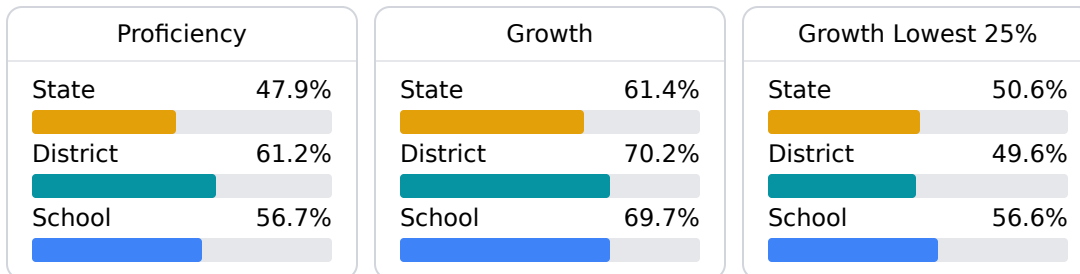 Proficiency
State 47.9%
District 61.2%
School 56.7%
Growth
State 61.4%
District 70.2%
School 69.7%
Growth Lowest 25%
State 50.6%
District 49.6%
School 56.6%